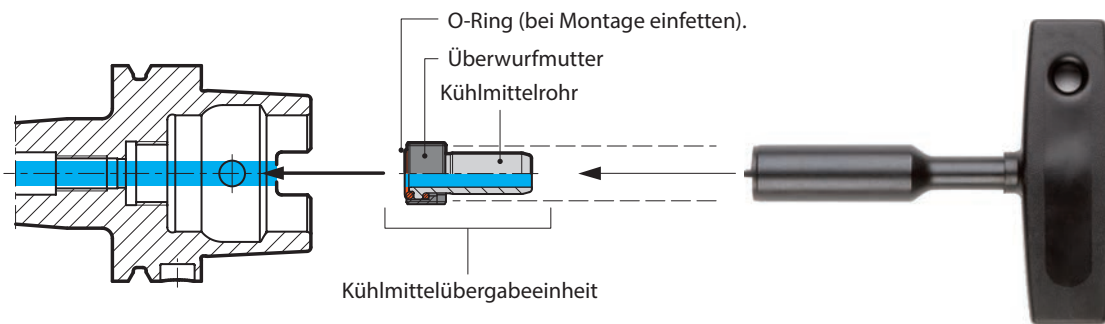 O-Ring (bei Montage einfetten).
Überwurfmutter
Kühlmittelrohr
Kühlmittelübergabeeinheit